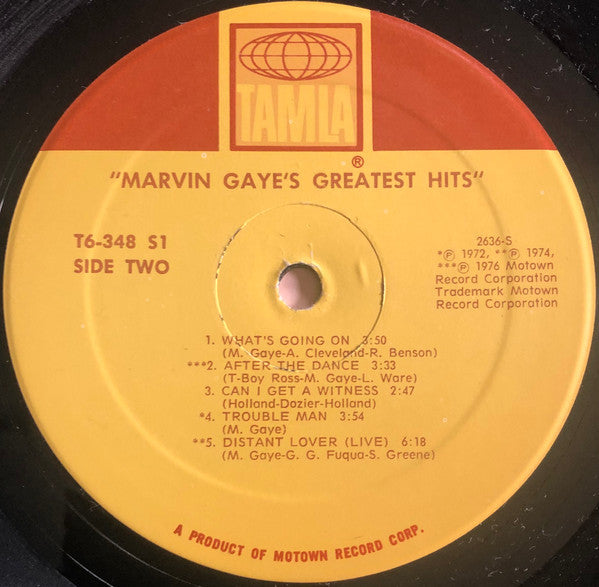 TAMLA
®
"MARVIN GAYE'S GREATEST HITS"
T6-348 S1
SIDE TWO
2636-S
*℗ 1972, **℗ 1974,
***℗ 1976 Motown
Record Corporation
Trademark Motown
Record Corporation
1. WHAT'S GOING ON 3:50
(M. Gaye-A. Cleveland-R. Benson)
***2. AFTER THE DANCE 3:33
(T-Boy Ross-M. Gaye-L. Ware)
3. CAN I GET A WITNESS 2:47
(Holland-Dozier-Holland)
*4. TROUBLE MAN 3:54
(M. Gaye)
**5. DISTANT LOVER (LIVE) 6:18
(M. Gaye-G. G. Fuqua-S. Greene)
A PRODUCT OF MOTOWN RECORD CORP.